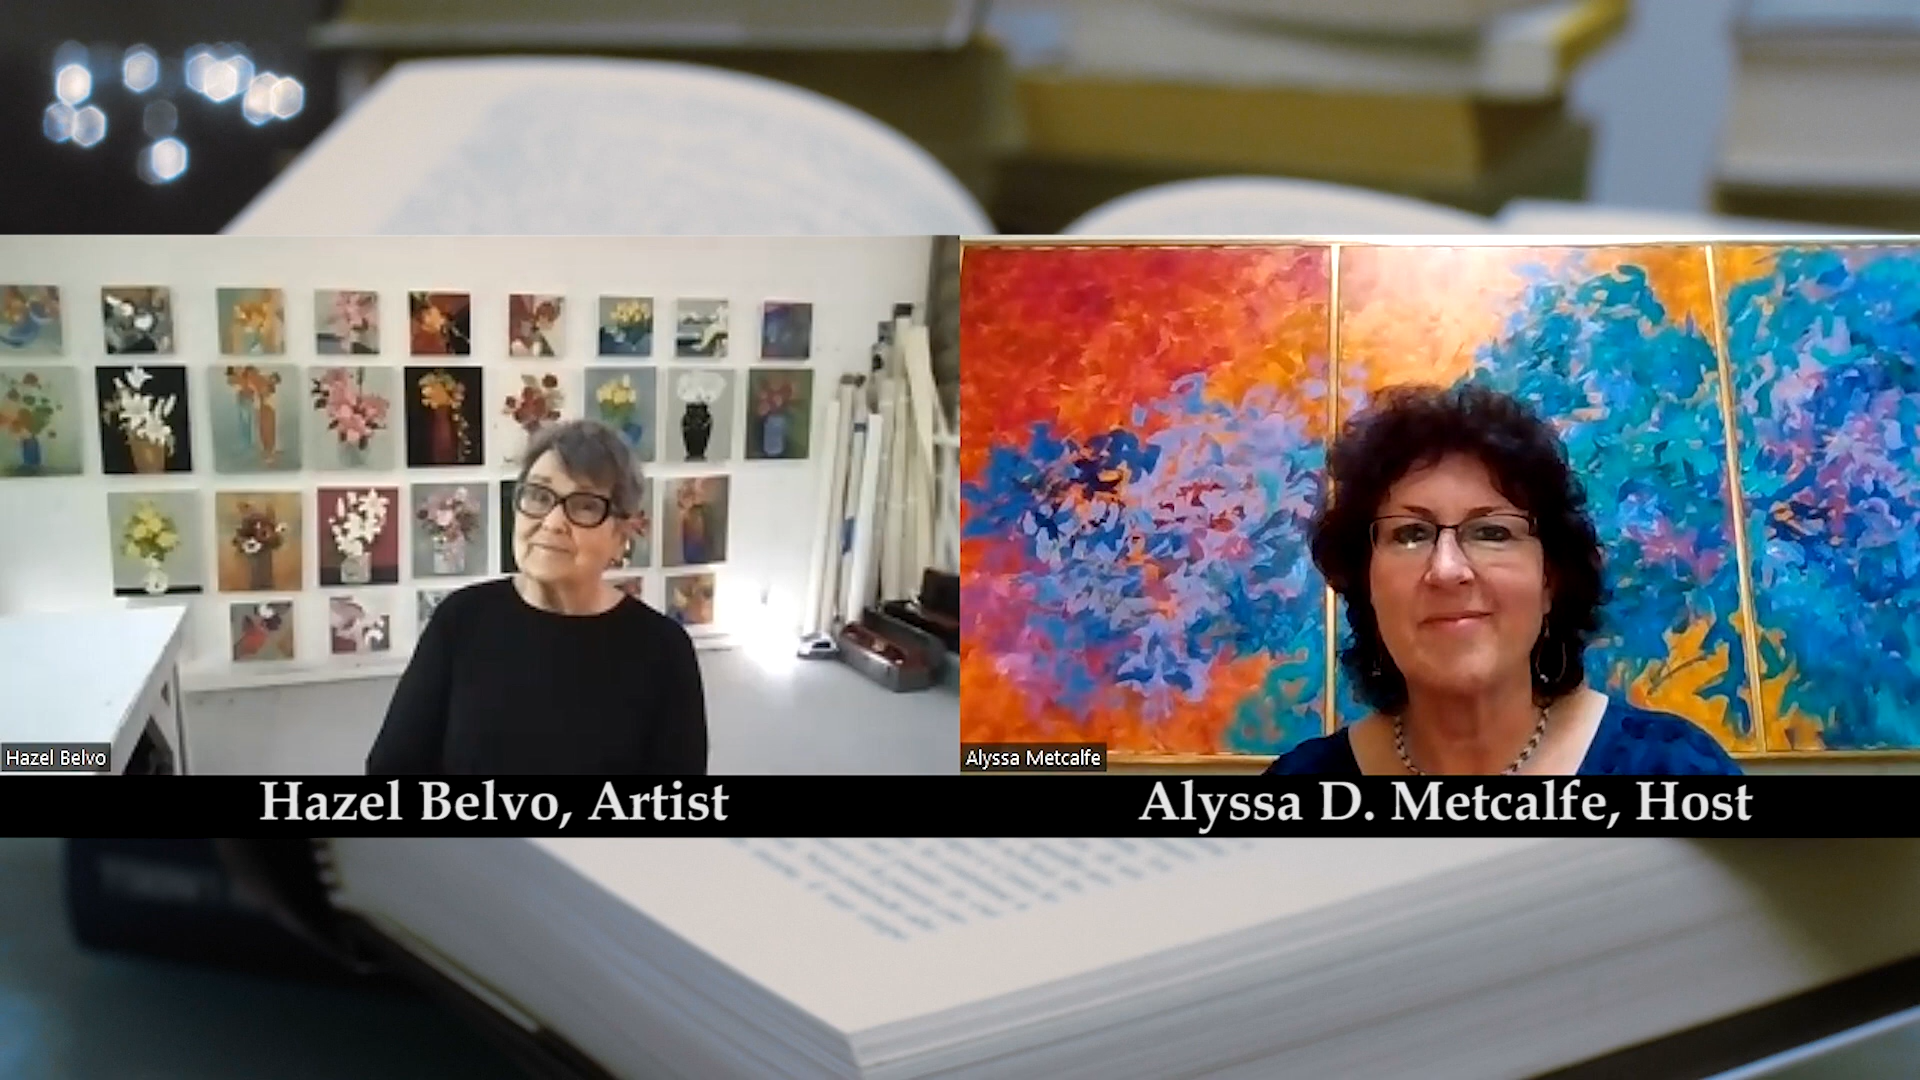 Hazel Belvo
Alyssa Metcalfe
Hazel Belvo, Artist
Alyssa D. Metcalfe, Host